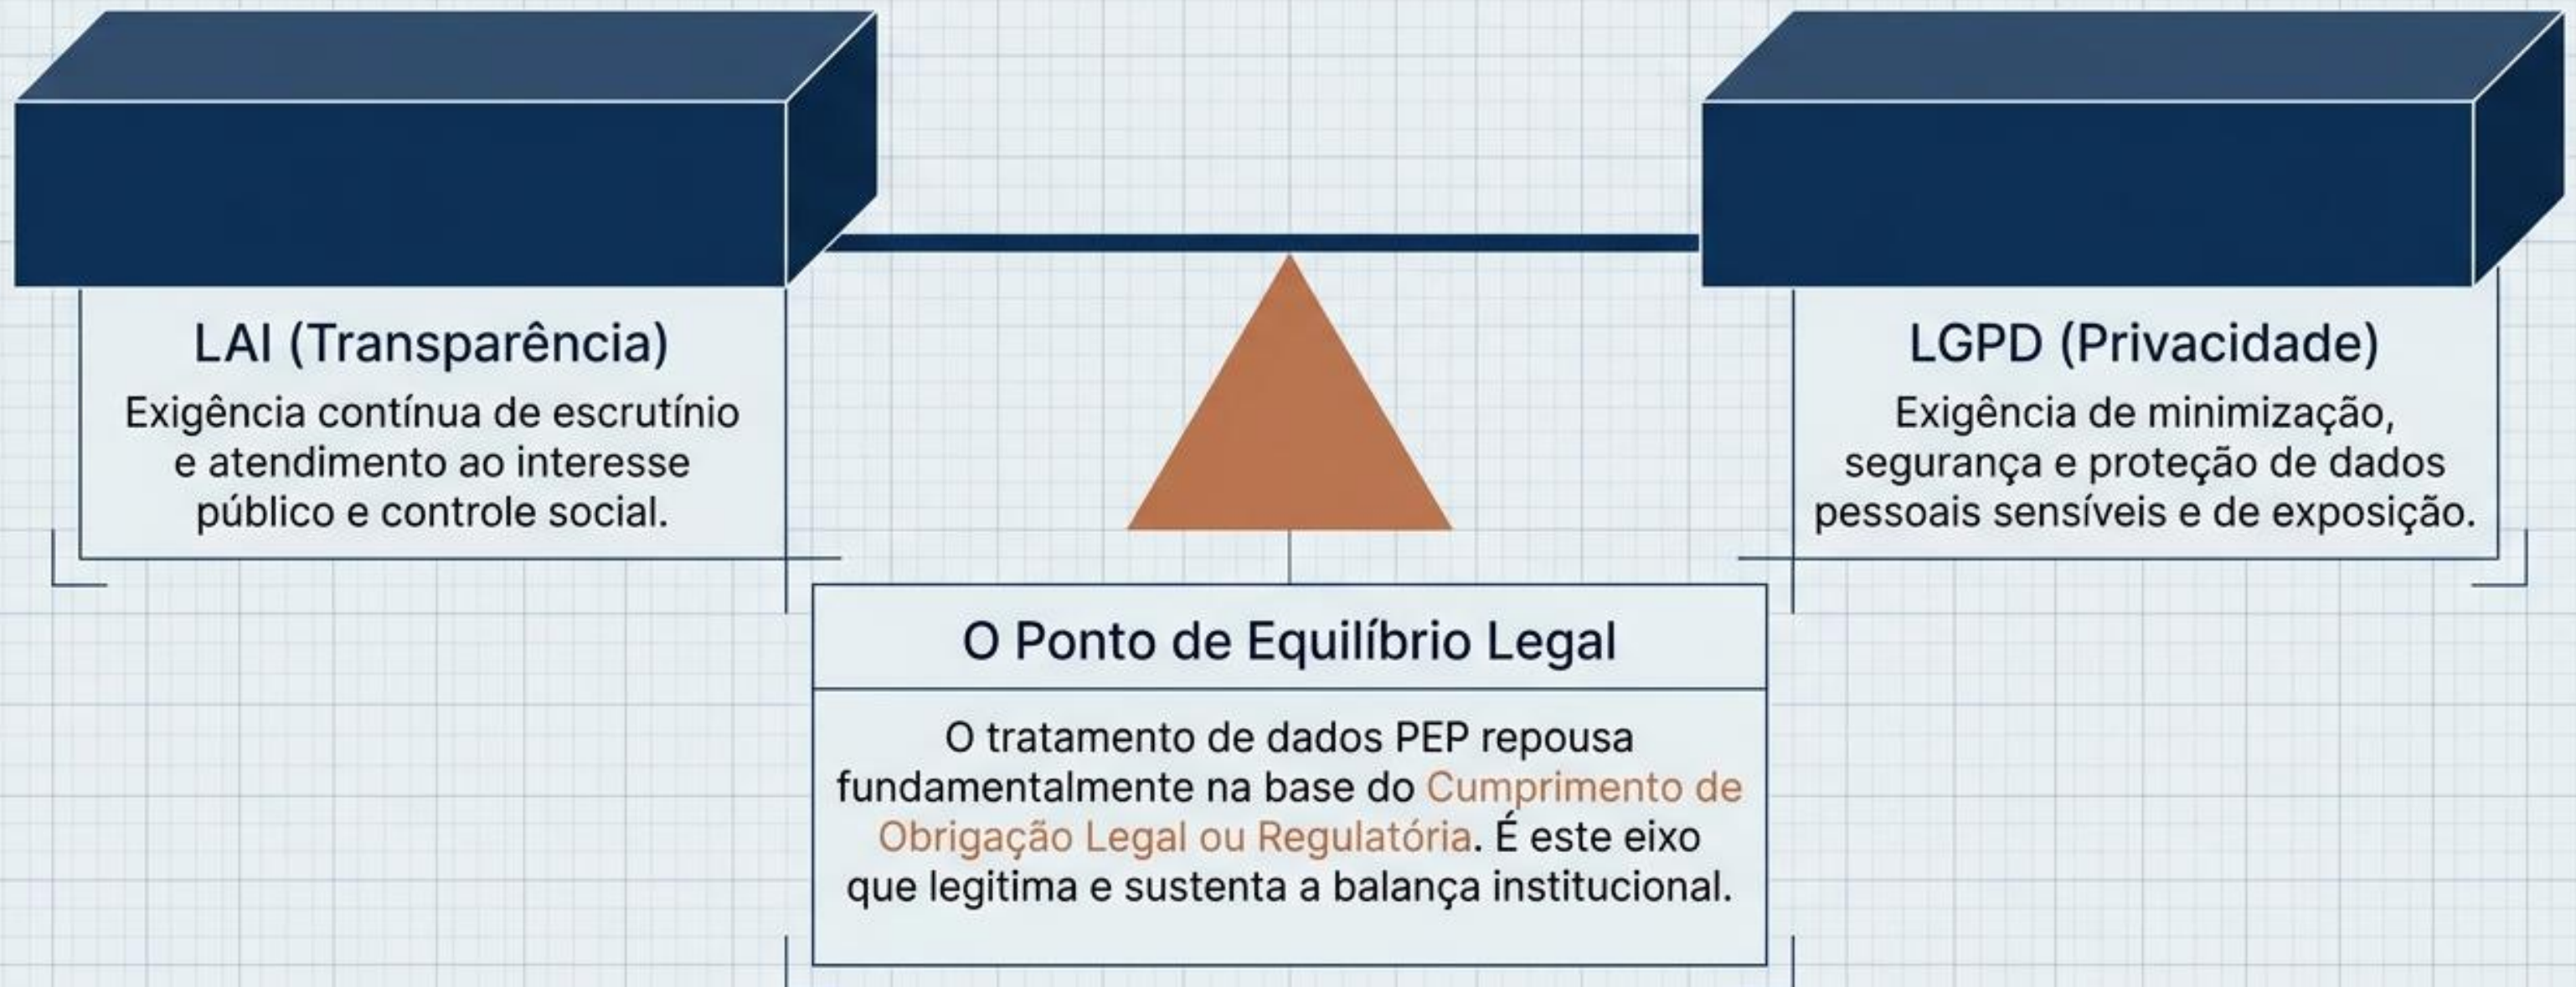 LAI (Transparência)
Exigência contínua de escrutínio
e atendimento ao interesse
público e controle social.
LGPD (Privacidade)
Exigência de minimização,
segurança e proteção de dados
pessoais sensíveis e de exposição.
O Ponto de Equilíbrio Legal
O tratamento de dados PEP repousa
fundamentalmente na base do Cumprimento de
Obrigação Legal ou Regulatória. É este eixo
que legitima e sustenta a balança institucional.